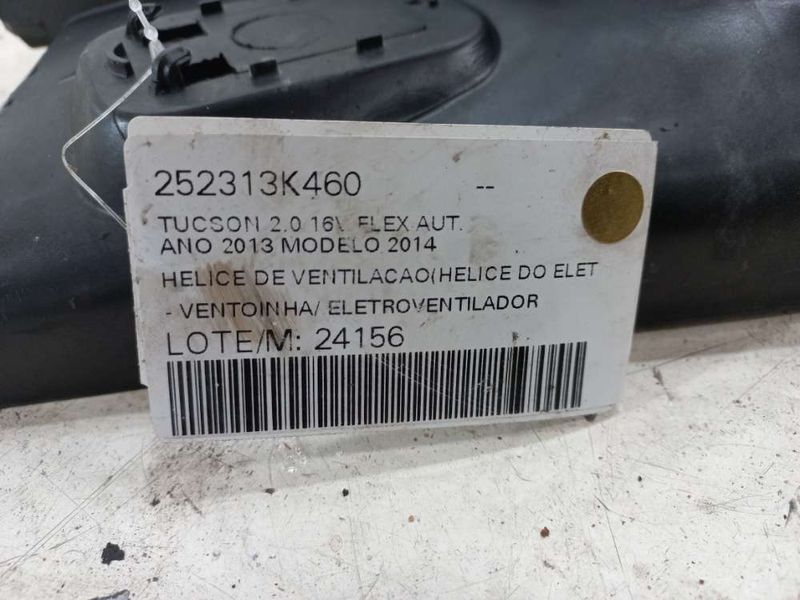 252313K460 --
TUCSON 2.0 16V FLEX AUT.
ANO 2013 MODELO 2014
HELICE DE VENTILACAO(HELICE DO ELET
- VENTOINHA/ ELETROVENTILADOR
LOTE/M: 24156